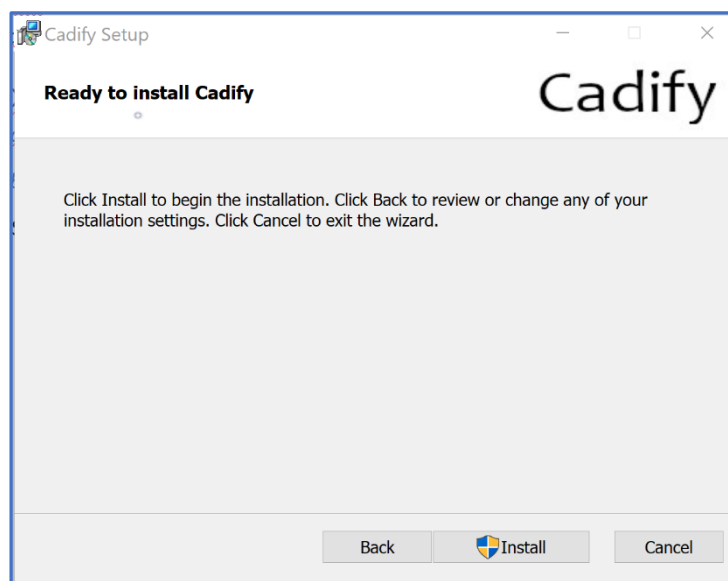 Cadify Setup
Ready to install Cadify
Cadify
Click Install to begin the installation. Click Back to review or change any of your
installation settings. Click Cancel to exit the wizard.
Back
Install
Cancel